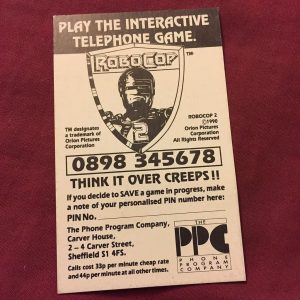 PLAY THE INTERACTIVE
TELEPHONE GAME.
ROBOCOP
TM
2
TM designates
a trademark of
Orion Pictures
Corporation
ROBOCOP 2
©1990
Orion Pictures
Corporation
All Rights Reserved
0898 345678
THINK IT OVER CREEPS!!
If you decide to SAVE a game in progress, make
a note of your personalised PIN number here:
PIN No.
The Phone Program Company,
Carver House,
2 – 4 Carver Street,
Sheffield S1 4FS.
Calls cost 33p per minute cheap rate
and 44p per minute at all other times.
THE
PPC
PHONE
PROGRAM
COMPANY